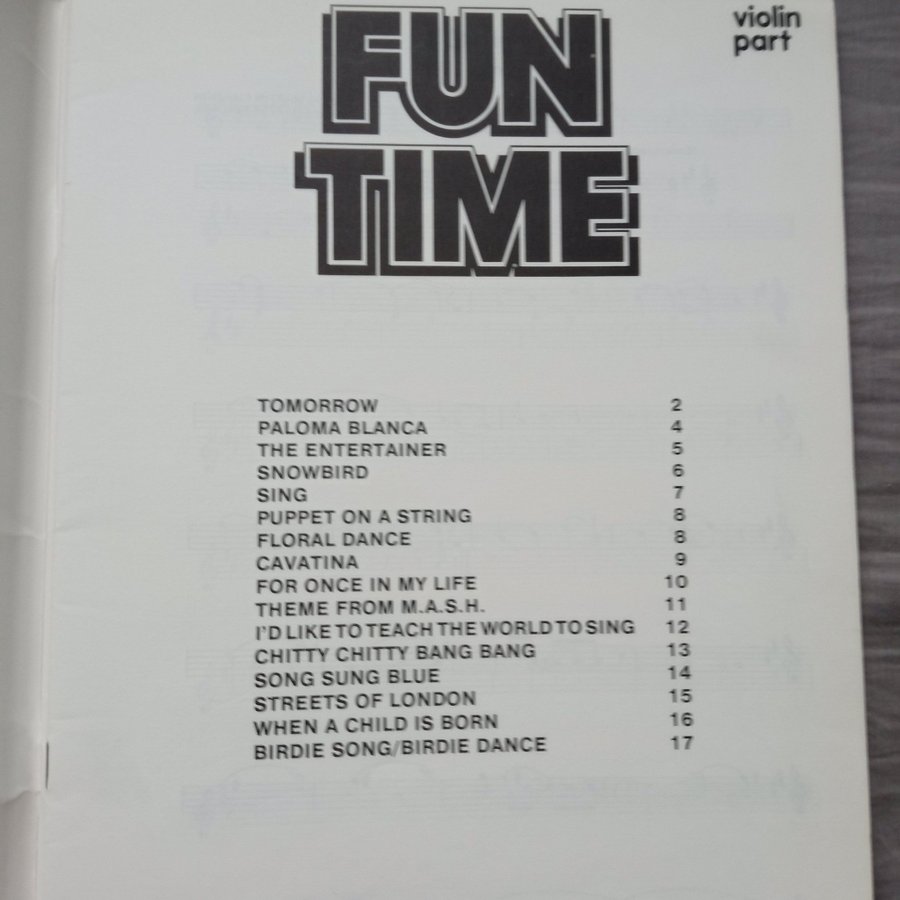 FUN
TIME
violin
part
TOMORROW 2
PALOMA BLANCA 4
THE ENTERTAINER 5
SNOWBIRD 6
SING 7
PUPPET ON A STRING 8
FLORAL DANCE 8
CAVATINA 9
FOR ONCE IN MY LIFE 10
THEME FROM M.A.S.H. 11
I'D LIKE TO TEACH THE WORLD TO SING 12
CHITTY CHITTY BANG BANG 13
SONG SUNG BLUE 14
STREETS OF LONDON 15
WHEN A CHILD IS BORN 16
BIRDIE SONG/BIRDIE DANCE 17